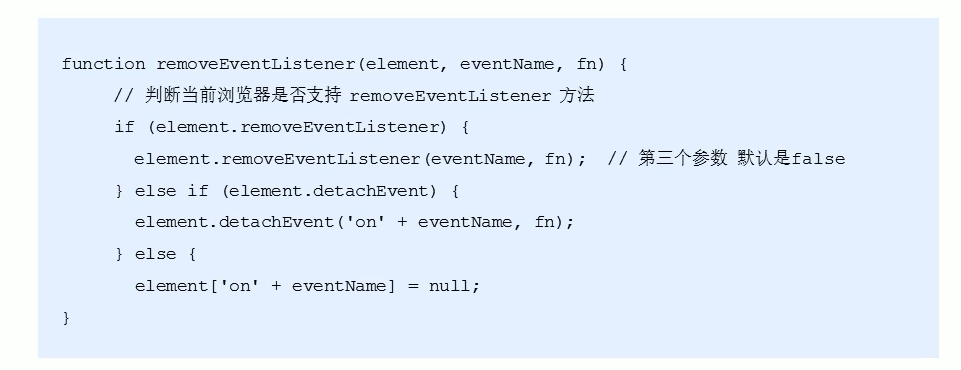 function removeEventListener(element, eventName, fn) {
// 判断当前浏览器是否支持 removeEventListener 方法
if (element.removeEventListener) {
element.removeEventListener(eventName, fn); // 第三个参数 默认是false
} else if (element.detachEvent) {
element.detachEvent('on' + eventName, fn);
} else {
element['on' + eventName] = null;
}